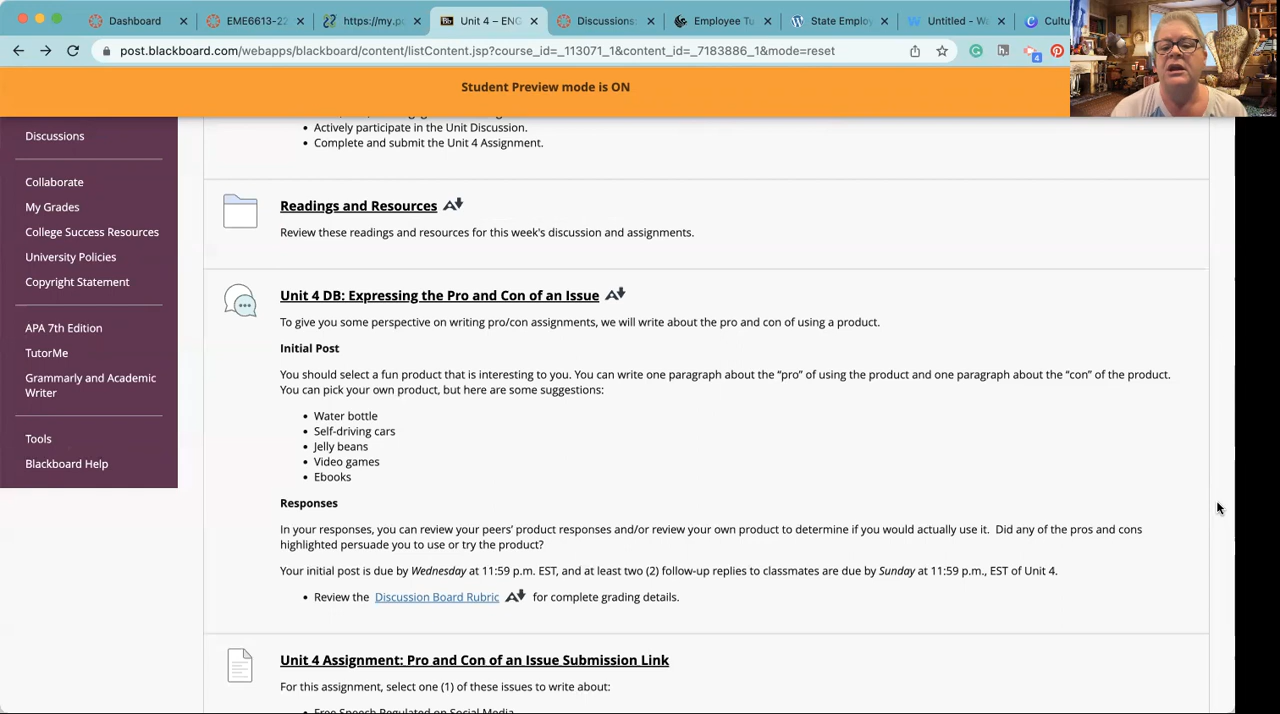 Dashboard
EME6613-22
https://my.po
Unit 4 – ENG
Discussions:
Employee Tu
State Employ
Untitled - Wa
Cultu
post.blackboard.com/webapps/blackboard/content/listContent.jsp?course_id=_113071_1&content_id=_7183886_1&mode=reset
4
Student Preview mode is ON
Discussions
Collaborate
My Grades
College Success Resources
University Policies
Copyright Statement
APA 7th Edition
TutorMe
Grammarly and Academic
Writer
Tools
Blackboard Help
Actively participate in the Unit Discussion.
Complete and submit the Unit 4 Assignment.
Readings and Resources
Review these readings and resources for this week's discussion and assignments.
Unit 4 DB: Expressing the Pro and Con of an Issue
To give you some perspective on writing pro/con assignments, we will write about the pro and con of using a product.
Initial Post
You should select a fun product that is interesting to you. You can write one paragraph about the “pro” of using the product and one paragraph about the “con” of the product.
You can pick your own product, but here are some suggestions:
Water bottle
Self-driving cars
Jelly beans
Video games
Ebooks
Responses
In your responses, you can review your peers’ product responses and/or review your own product to determine if you would actually use it. Did any of the pros and cons
highlighted persuade you to use or try the product?
Your initial post is due by Wednesday at 11:59 p.m. EST, and at least two (2) follow-up replies to classmates are due by Sunday at 11:59 p.m., EST of Unit 4.
Review the Discussion Board Rubric for complete grading details.
Unit 4 Assignment: Pro and Con of an Issue Submission Link
For this assignment, select one (1) of these issues to write about:
Free Speech Regulated on Social Media